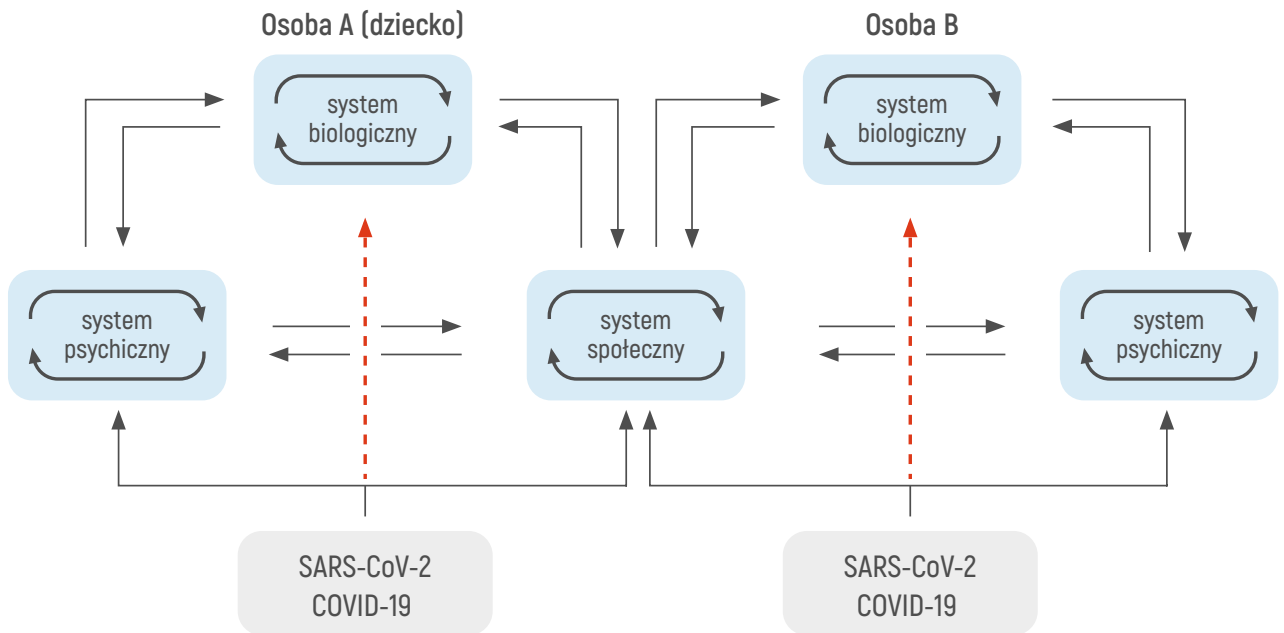 Osoba A (dziecko)
Osoba B
system
biologiczny
system
biologiczny
system
psychiczny
system
społeczny
system
psychiczny
SARS-CoV-2
COVID-19
SARS-CoV-2
COVID-19